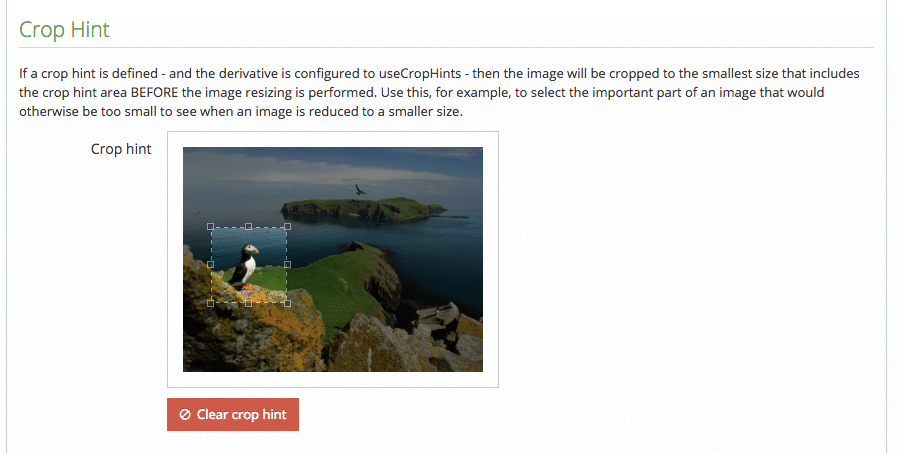 Crop Hint
If a crop hint is defined - and the derivative is configured to useCropHints - then the image will be cropped to the smallest size that includes
the crop hint area BEFORE the image resizing is performed. Use this, for example, to select the important part of an image that would
otherwise be too small to see when an image is reduced to a smaller size.
Crop hint
Clear crop hint